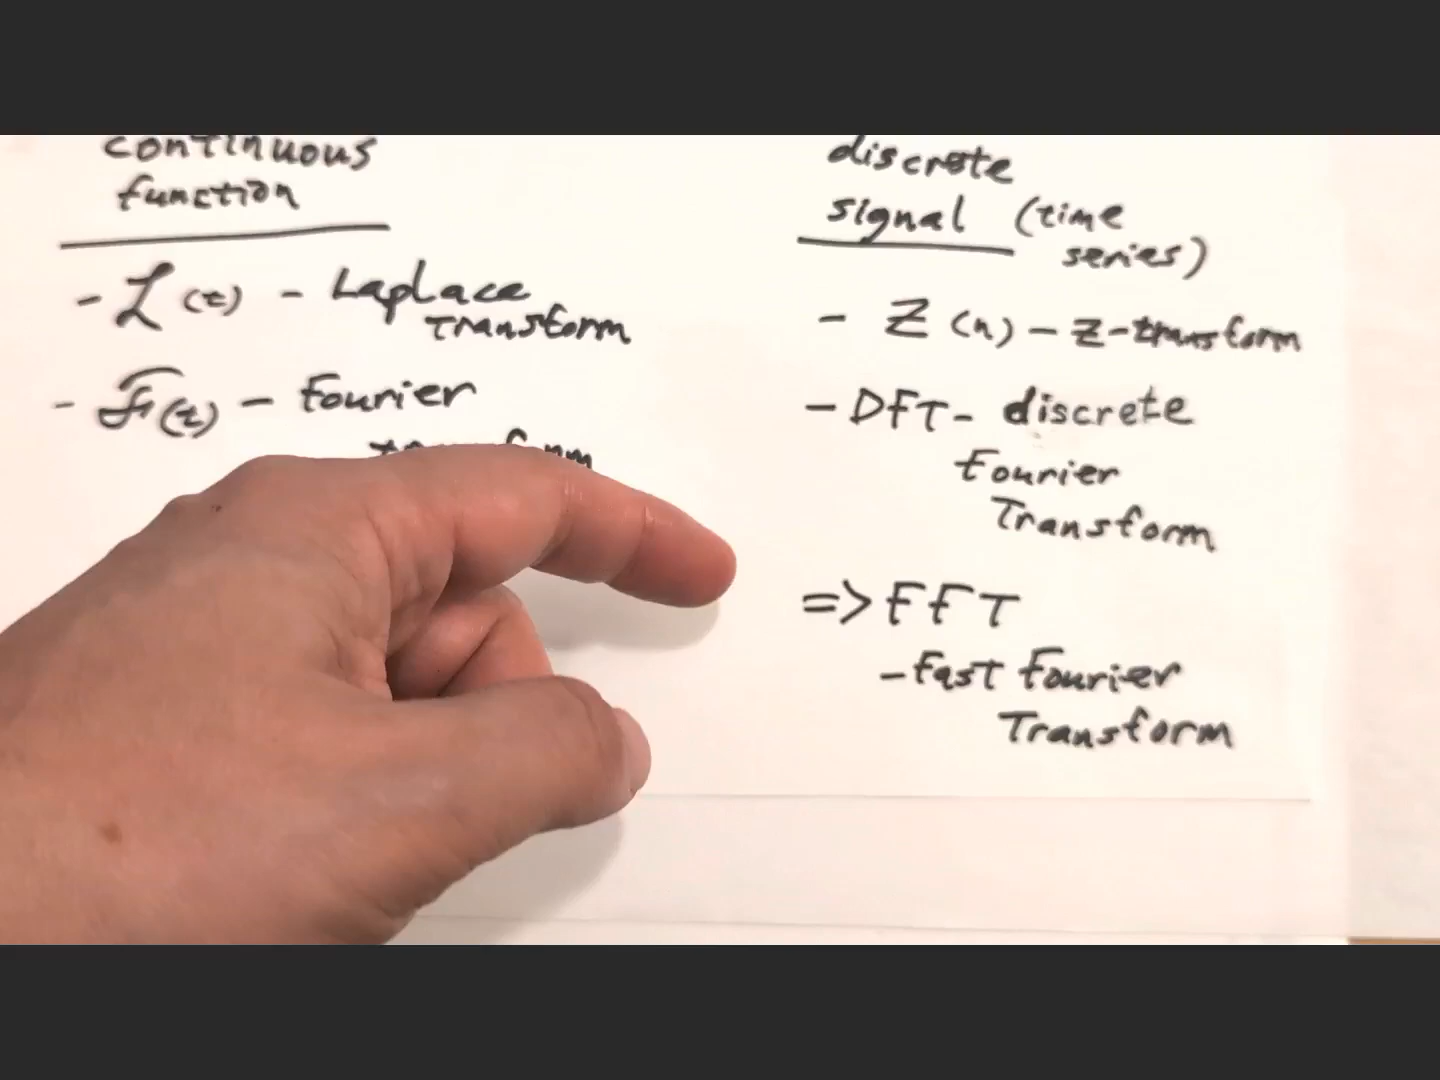 continuous
function
- ℒ(t) - Laplace
transform
- ℱ(t) - Fourier
discrete
signal (time
series)
- Z(n) - Z-transform
- DFT - discrete
Fourier
Transform
=> FFT
- Fast Fourier
Transform